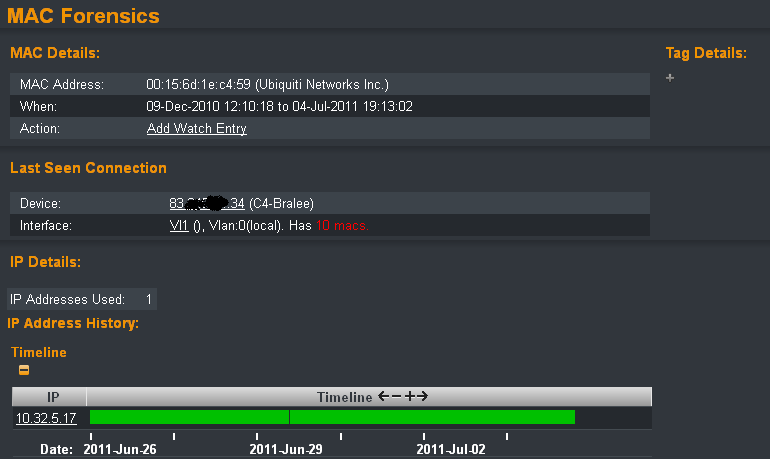 MAC Forensics
MAC Details:
Tag Details:
+
MAC Address: 00:15:6d:1e:c4:59 (Ubiquiti Networks Inc.)
When: 09-Dec-2010 12:10:18 to 04-Jul-2011 19:13:02
Action: Add Watch Entry
Last Seen Connection
Device: 83. .34 (C4-Bralee)
Interface: Vl1 (), Vlan:0(local). Has 10 macs.
IP Details:
IP Addresses Used: 1
IP Address History:
Timeline
IP Timeline ←−+→
10.32.5.17
Date: 2011-Jun-26 2011-Jun-29 2011-Jul-02